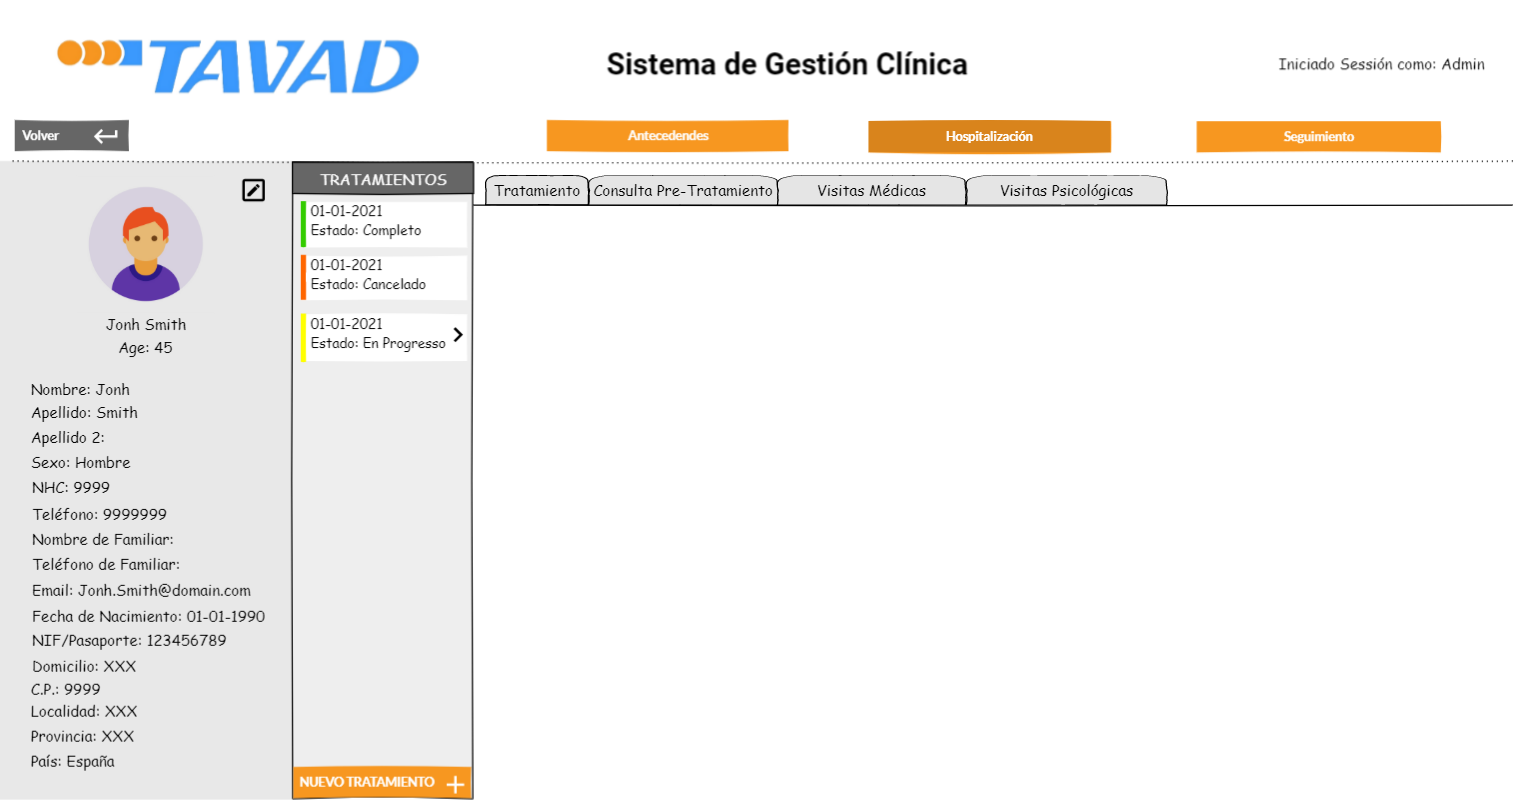 TAVAD
Sistema de Gestión Clínica
Iniciado Sessión como: Admin
Volver
Antecedendes
Hospitalización
Seguimiento
Jonh Smith
Age: 45
Nombre: Jonh
Apellido: Smith
Apellido 2:
Sexo: Hombre
NHC: 9999
Teléfono: 9999999
Nombre de Familiar:
Teléfono de Familiar:
Email: Jonh.Smith@domain.com
Fecha de Nacimiento: 01-01-1990
NIF/Pasaporte: 123456789
Domicilio: XXX
C.P.: 9999
Localidad: XXX
Provincia: XXX
País: España
TRATAMIENTOS
01-01-2021
Estado: Completo
01-01-2021
Estado: Cancelado
01-01-2021
Estado: En Progresso
NUEVO TRATAMIENTO
Tratamiento
Consulta Pre-Tratamiento
Visitas Médicas
Visitas Psicológicas